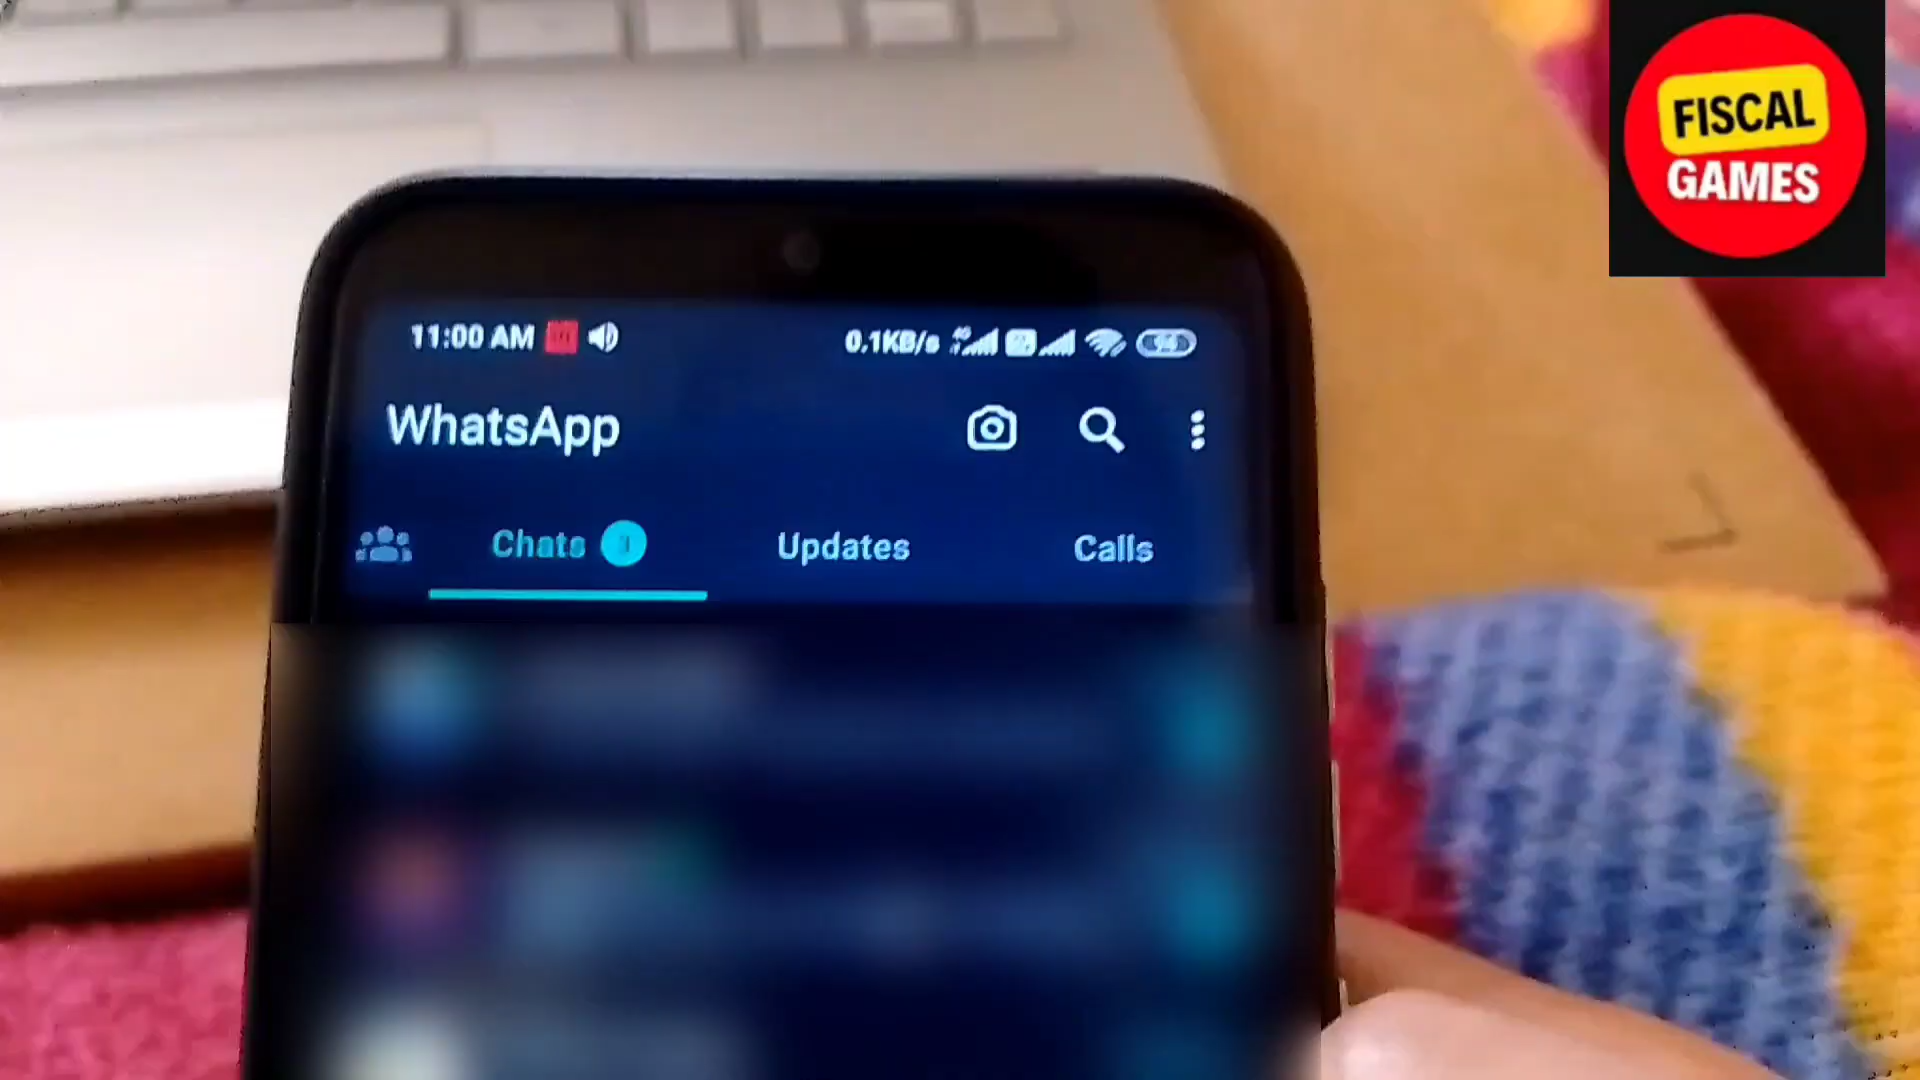 FISCAL
GAMES
11:00 AM
0.1KB/s
WhatsApp
Chats
Updates
Calls